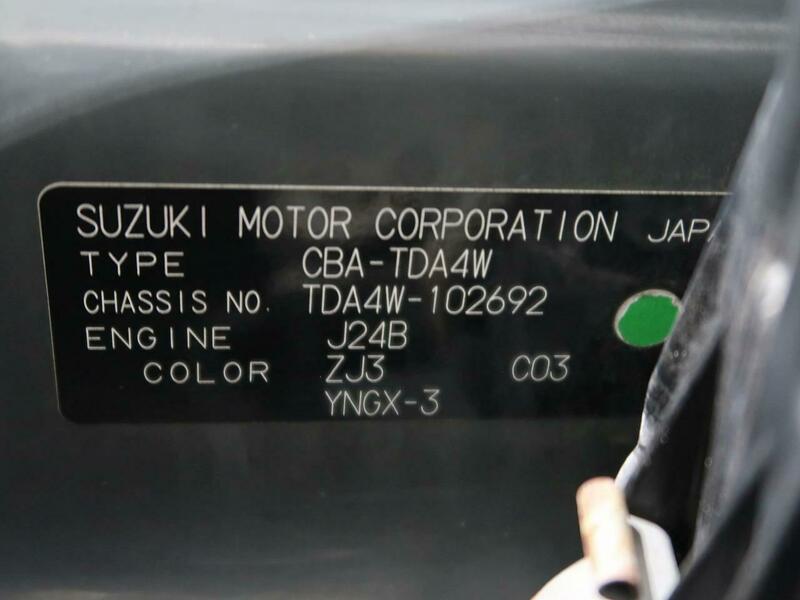 SUZUKI MOTOR CORPORATION
TYPE CBA-TDA4W
CHASSIS NO. TDA4W-102692
ENGINE J24B
COLOR ZJ3 C03
YNGX-3